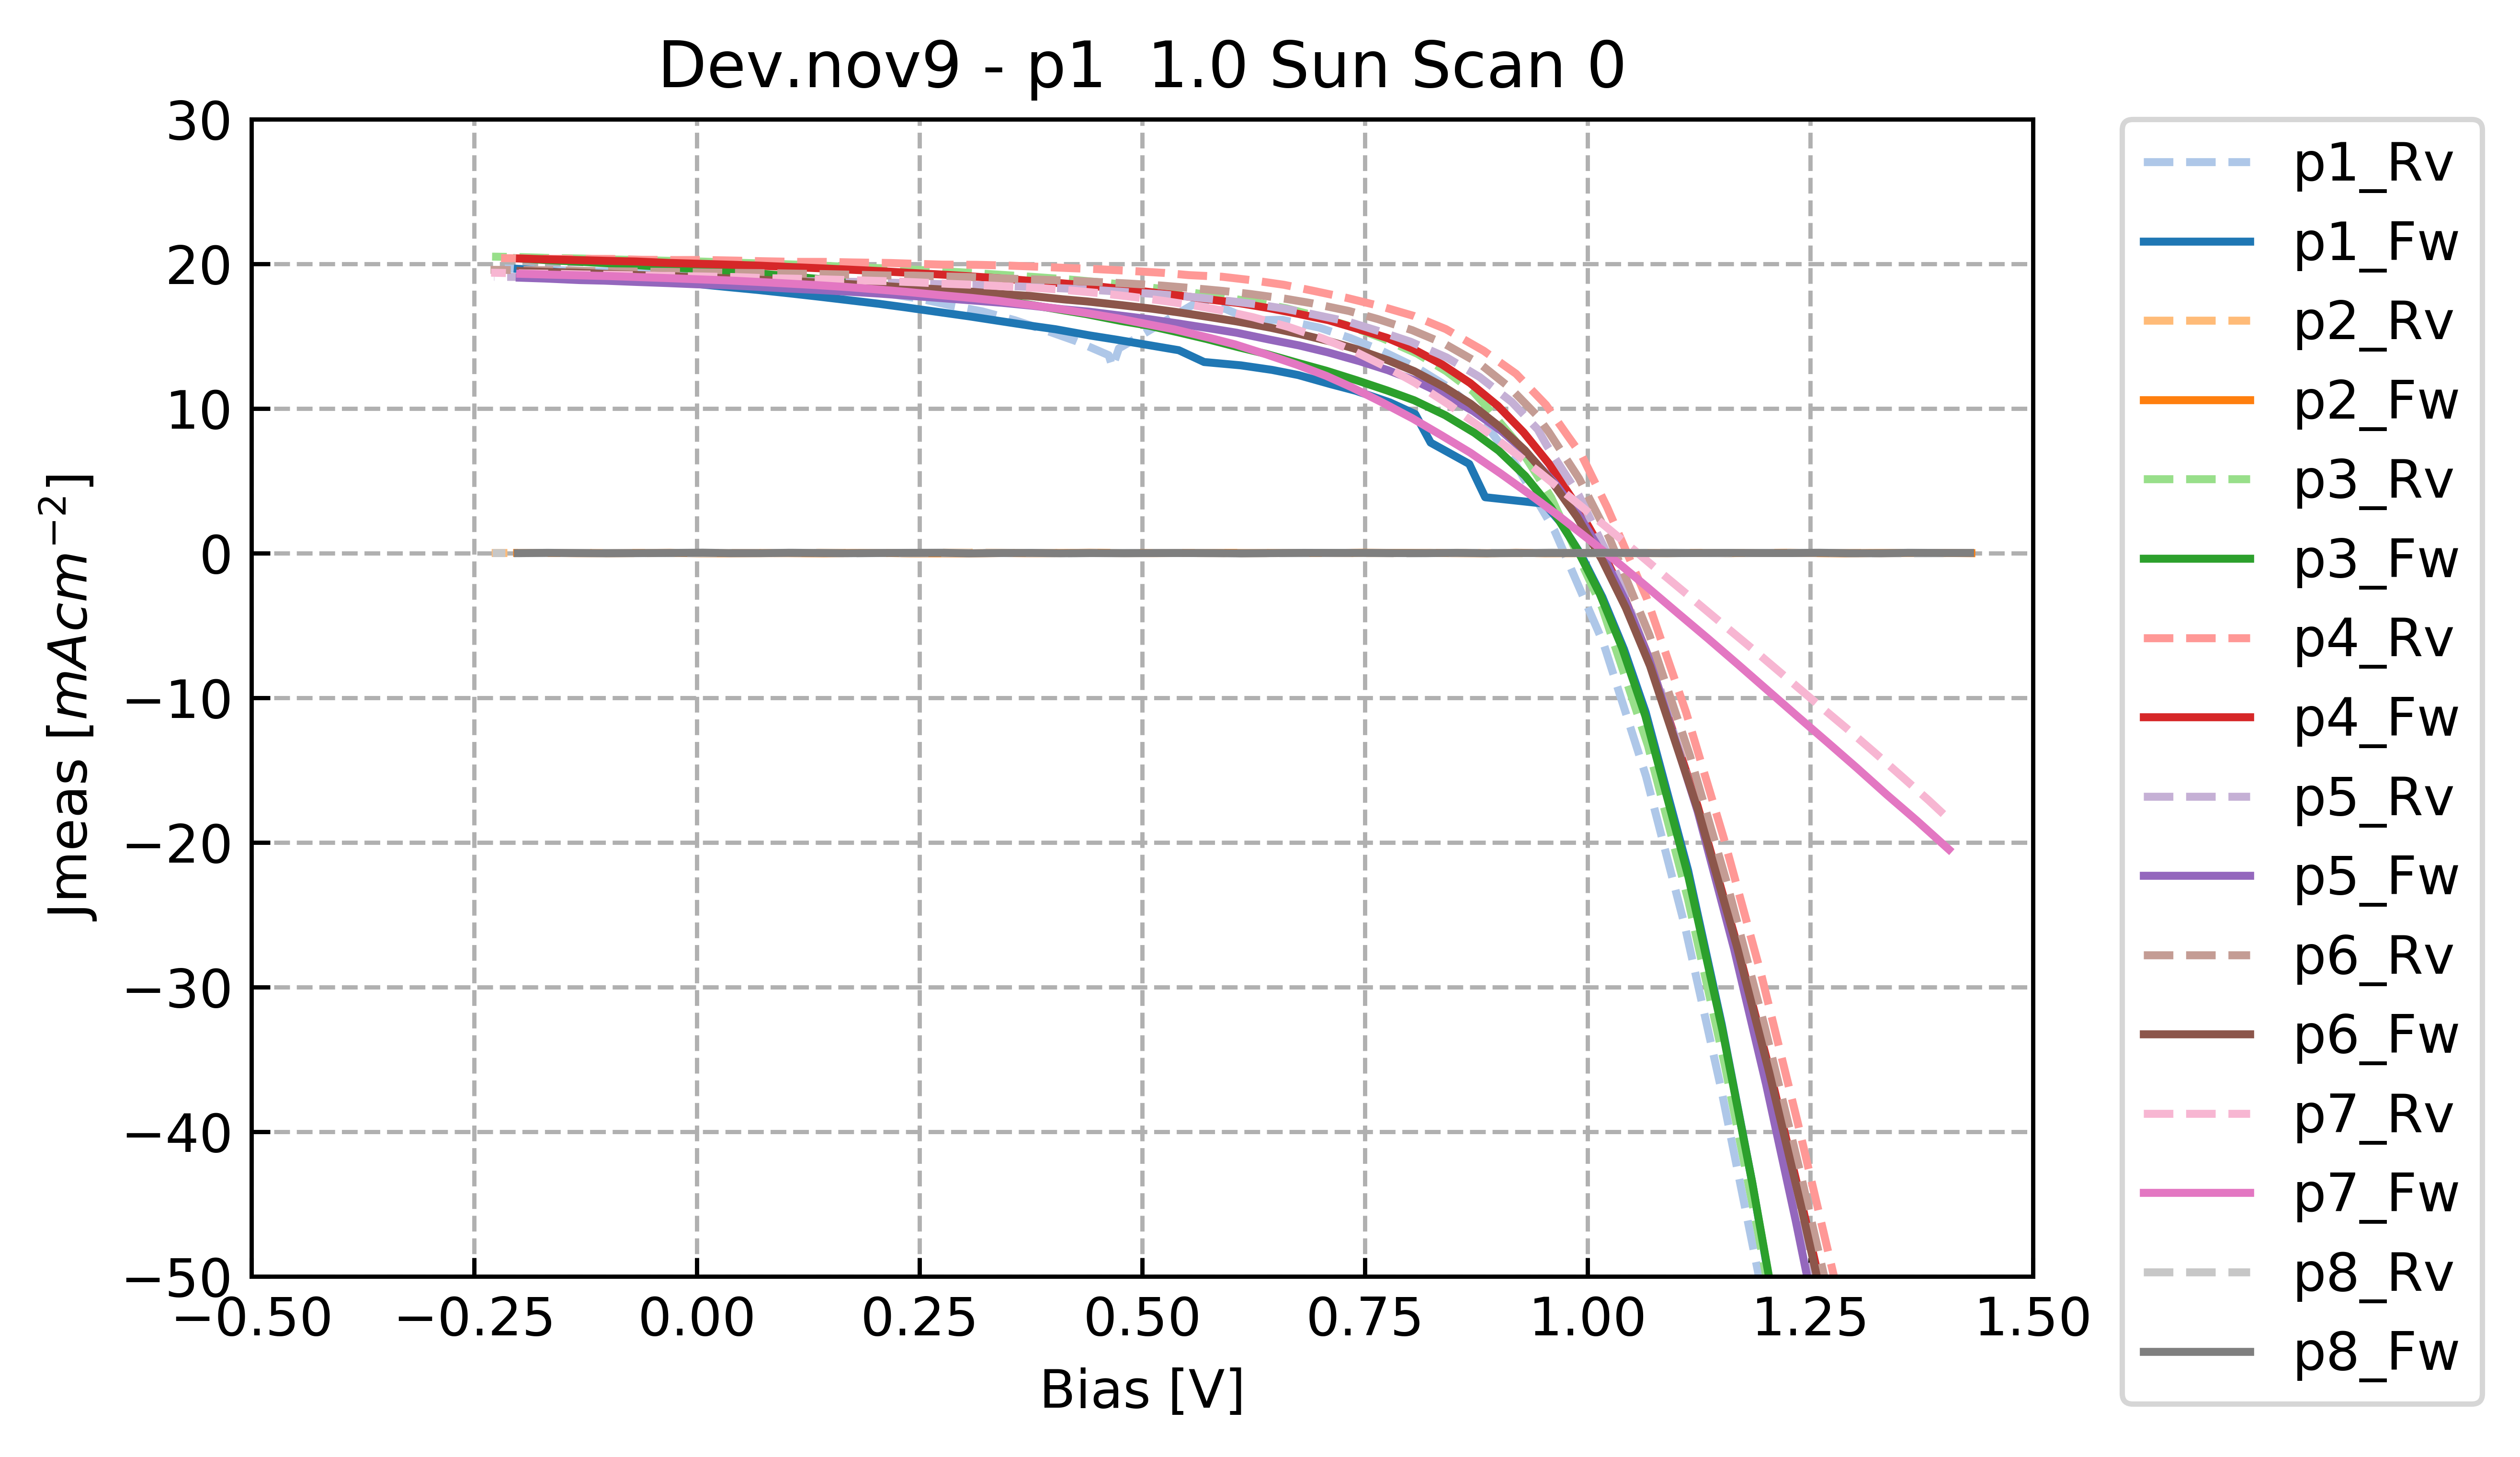 Dev.nov9 - p1  1.0 Sun Scan 0
30
20
10
0
−10
−20
−30
−40
−50
Jmeas [mAcm⁻²]
−0.50
−0.25
0.00
0.25
0.50
0.75
1.00
1.25
1.50
Bias [V]
p1_Rv
p1_Fw
p2_Rv
p2_Fw
p3_Rv
p3_Fw
p4_Rv
p4_Fw
p5_Rv
p5_Fw
p6_Rv
p6_Fw
p7_Rv
p7_Fw
p8_Rv
p8_Fw